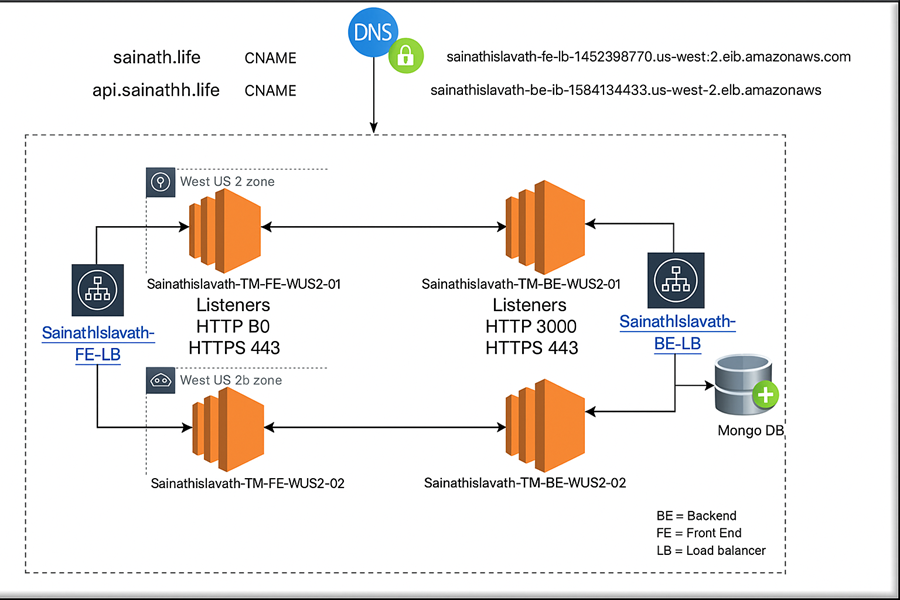 DNS
sainath.life CNAME sainathislavath-fe-lb-1452398770.us-west:2.eib.amazonaws.com
api.sainathh.life CNAME sainathislavath-be-ib-1584134433.us-west-2.elb.amazonaws
West US 2 zone
Sainathislavath-TM-FE-WUS2-01
Listeners
HTTP B0
HTTPS 443
Sainathislavath-TM-BE-WUS2-01
Listeners
HTTP 3000
HTTPS 443
SainathIslavath-
FE-LB
SainathIslavath-
BE-LB
West US 2b zone
Mongo DB
Sainathislavath-TM-FE-WUS2-02
Sainathislavath-TM-BE-WUS2-02
BE = Backend
FE = Front End
LB = Load balancer